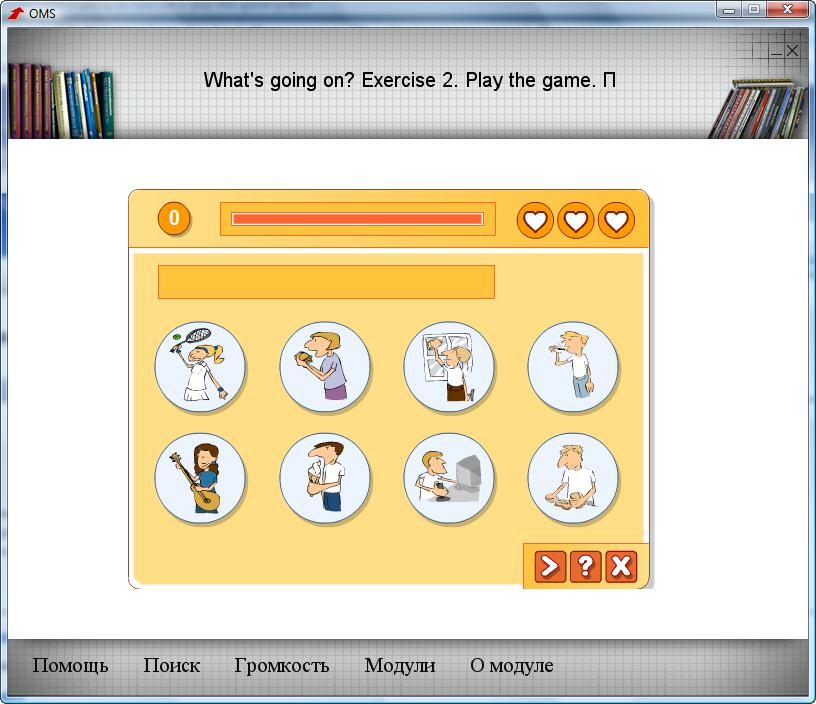 OMS
What's going on? Exercise 2. Play the game. П
0
?
Помощь Поиск Громкость Модули О модуле